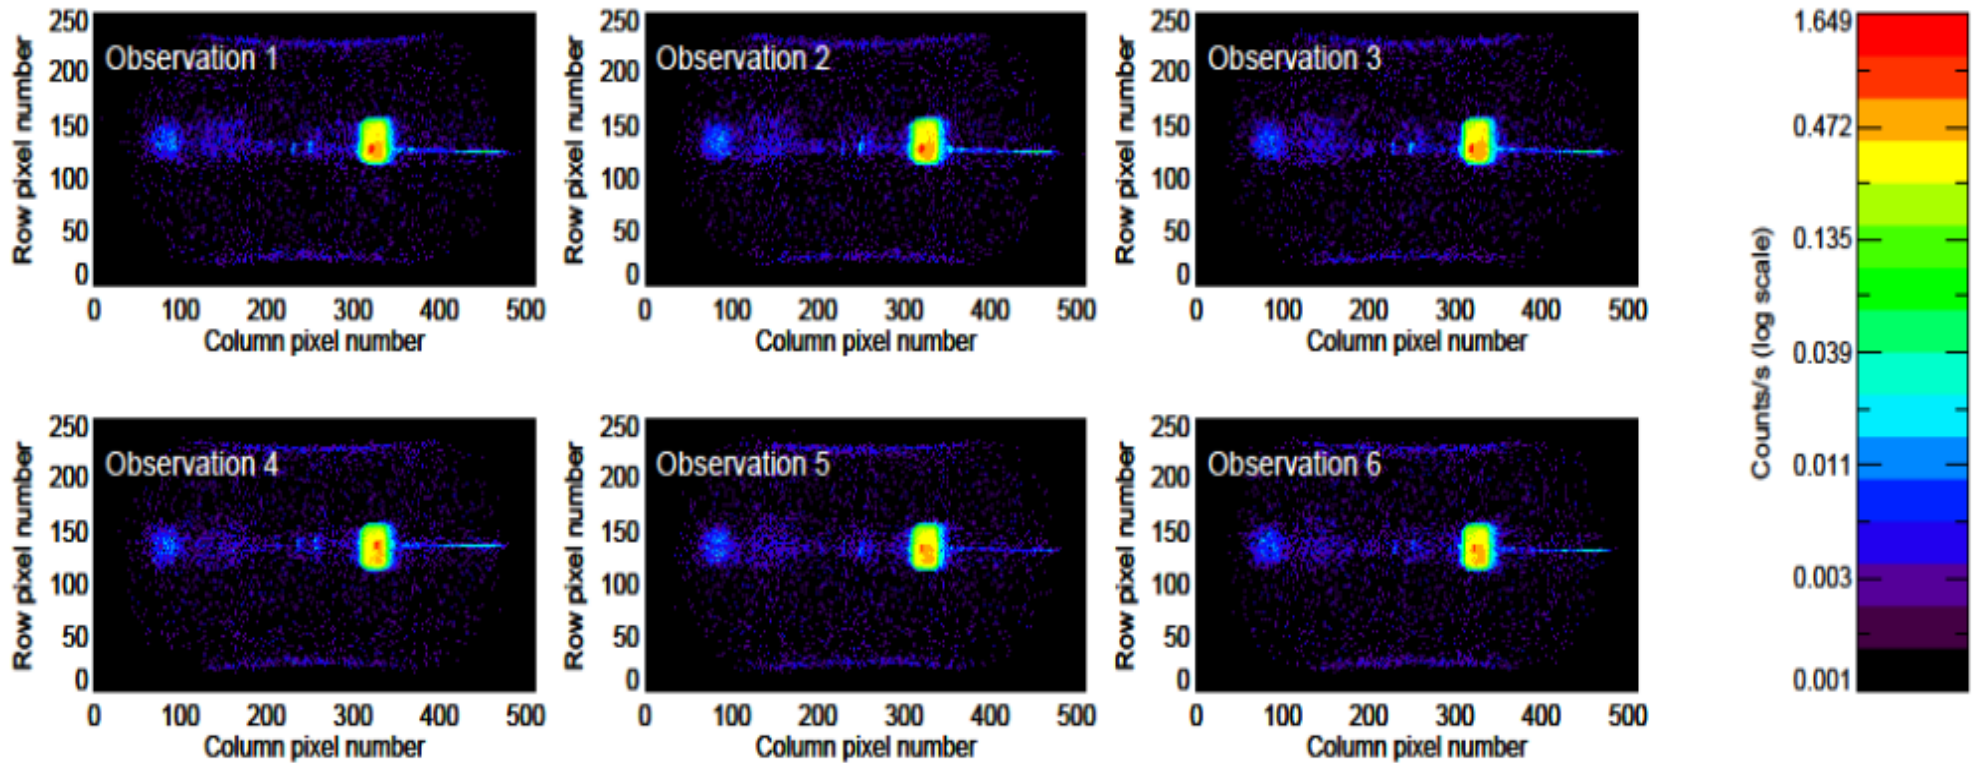 Observation 1
Row pixel number
250
200
150
100
50
0
0 100 200 300 400 500
Column pixel number
Observation 2
Row pixel number
250
200
150
100
50
0
0 100 200 300 400 500
Column pixel number
Observation 3
Row pixel number
250
200
150
100
50
0
0 100 200 300 400 500
Column pixel number
Observation 4
Row pixel number
250
200
150
100
50
0
0 100 200 300 400 500
Column pixel number
Observation 5
Row pixel number
250
200
150
100
50
0
0 100 200 300 400 500
Column pixel number
Observation 6
Row pixel number
250
200
150
100
50
0
0 100 200 300 400 500
Column pixel number
Counts/s (log scale)
1.649
0.472
0.135
0.039
0.011
0.003
0.001